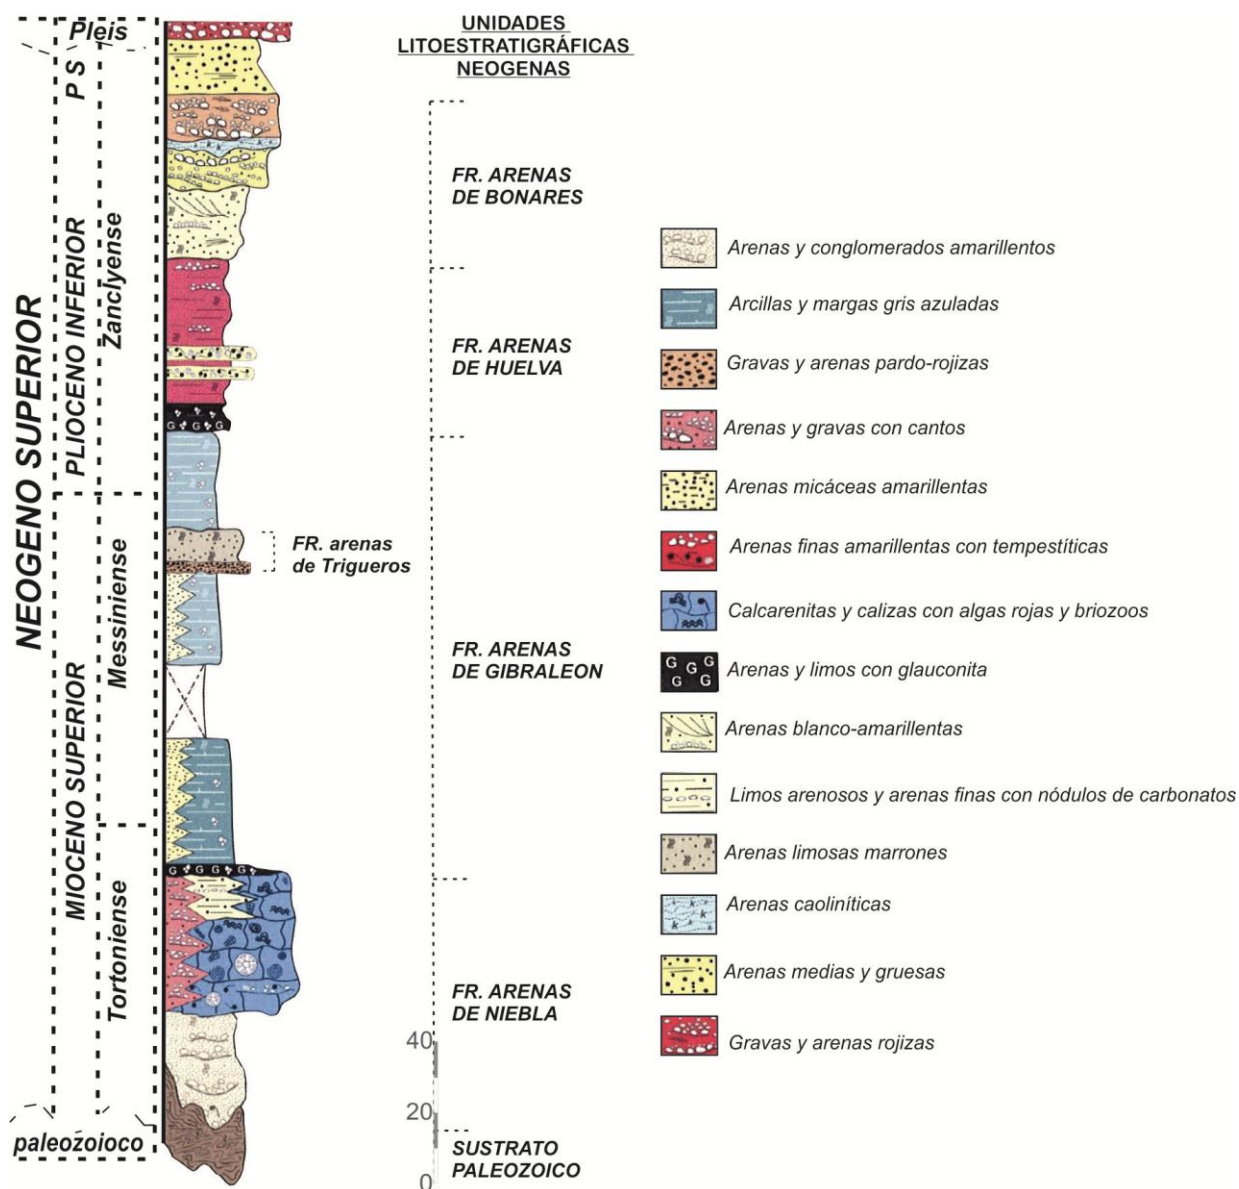 Pleis
P S
NEOGENO SUPERIOR
PLIOCENO INFERIOR
Zanclyense
MIOCENO SUPERIOR
Messiniense
Tortoniense
paleozoioco
UNIDADES
LITOESTRATIGRÁFICAS
NEOGENAS
FR. ARENAS
DE BONARES
FR. ARENAS
DE HUELVA
FR. arenas
de Trigueros
FR. ARENAS
DE GIBRALEON
FR. ARENAS
DE NIEBLA
40
20
0
SUSTRATO
PALEOZOICO
k k k
G G G
G G G G
Arenas y conglomerados amarillentos
Arcillas y margas gris azuladas
Gravas y arenas pardo-rojizas
Arenas y gravas con cantos
Arenas micáceas amarillentas
Arenas finas amarillentas con tempestíticas
Calcarenitas y calizas con algas rojas y briozoos
G G G
G G
Arenas y limos con glauconita
Arenas blanco-amarillentas
Limos arenosos y arenas finas con nódulos de carbonatos
Arenas limosas marrones
Arenas caoliníticas
Arenas medias y gruesas
Gravas y arenas rojizas